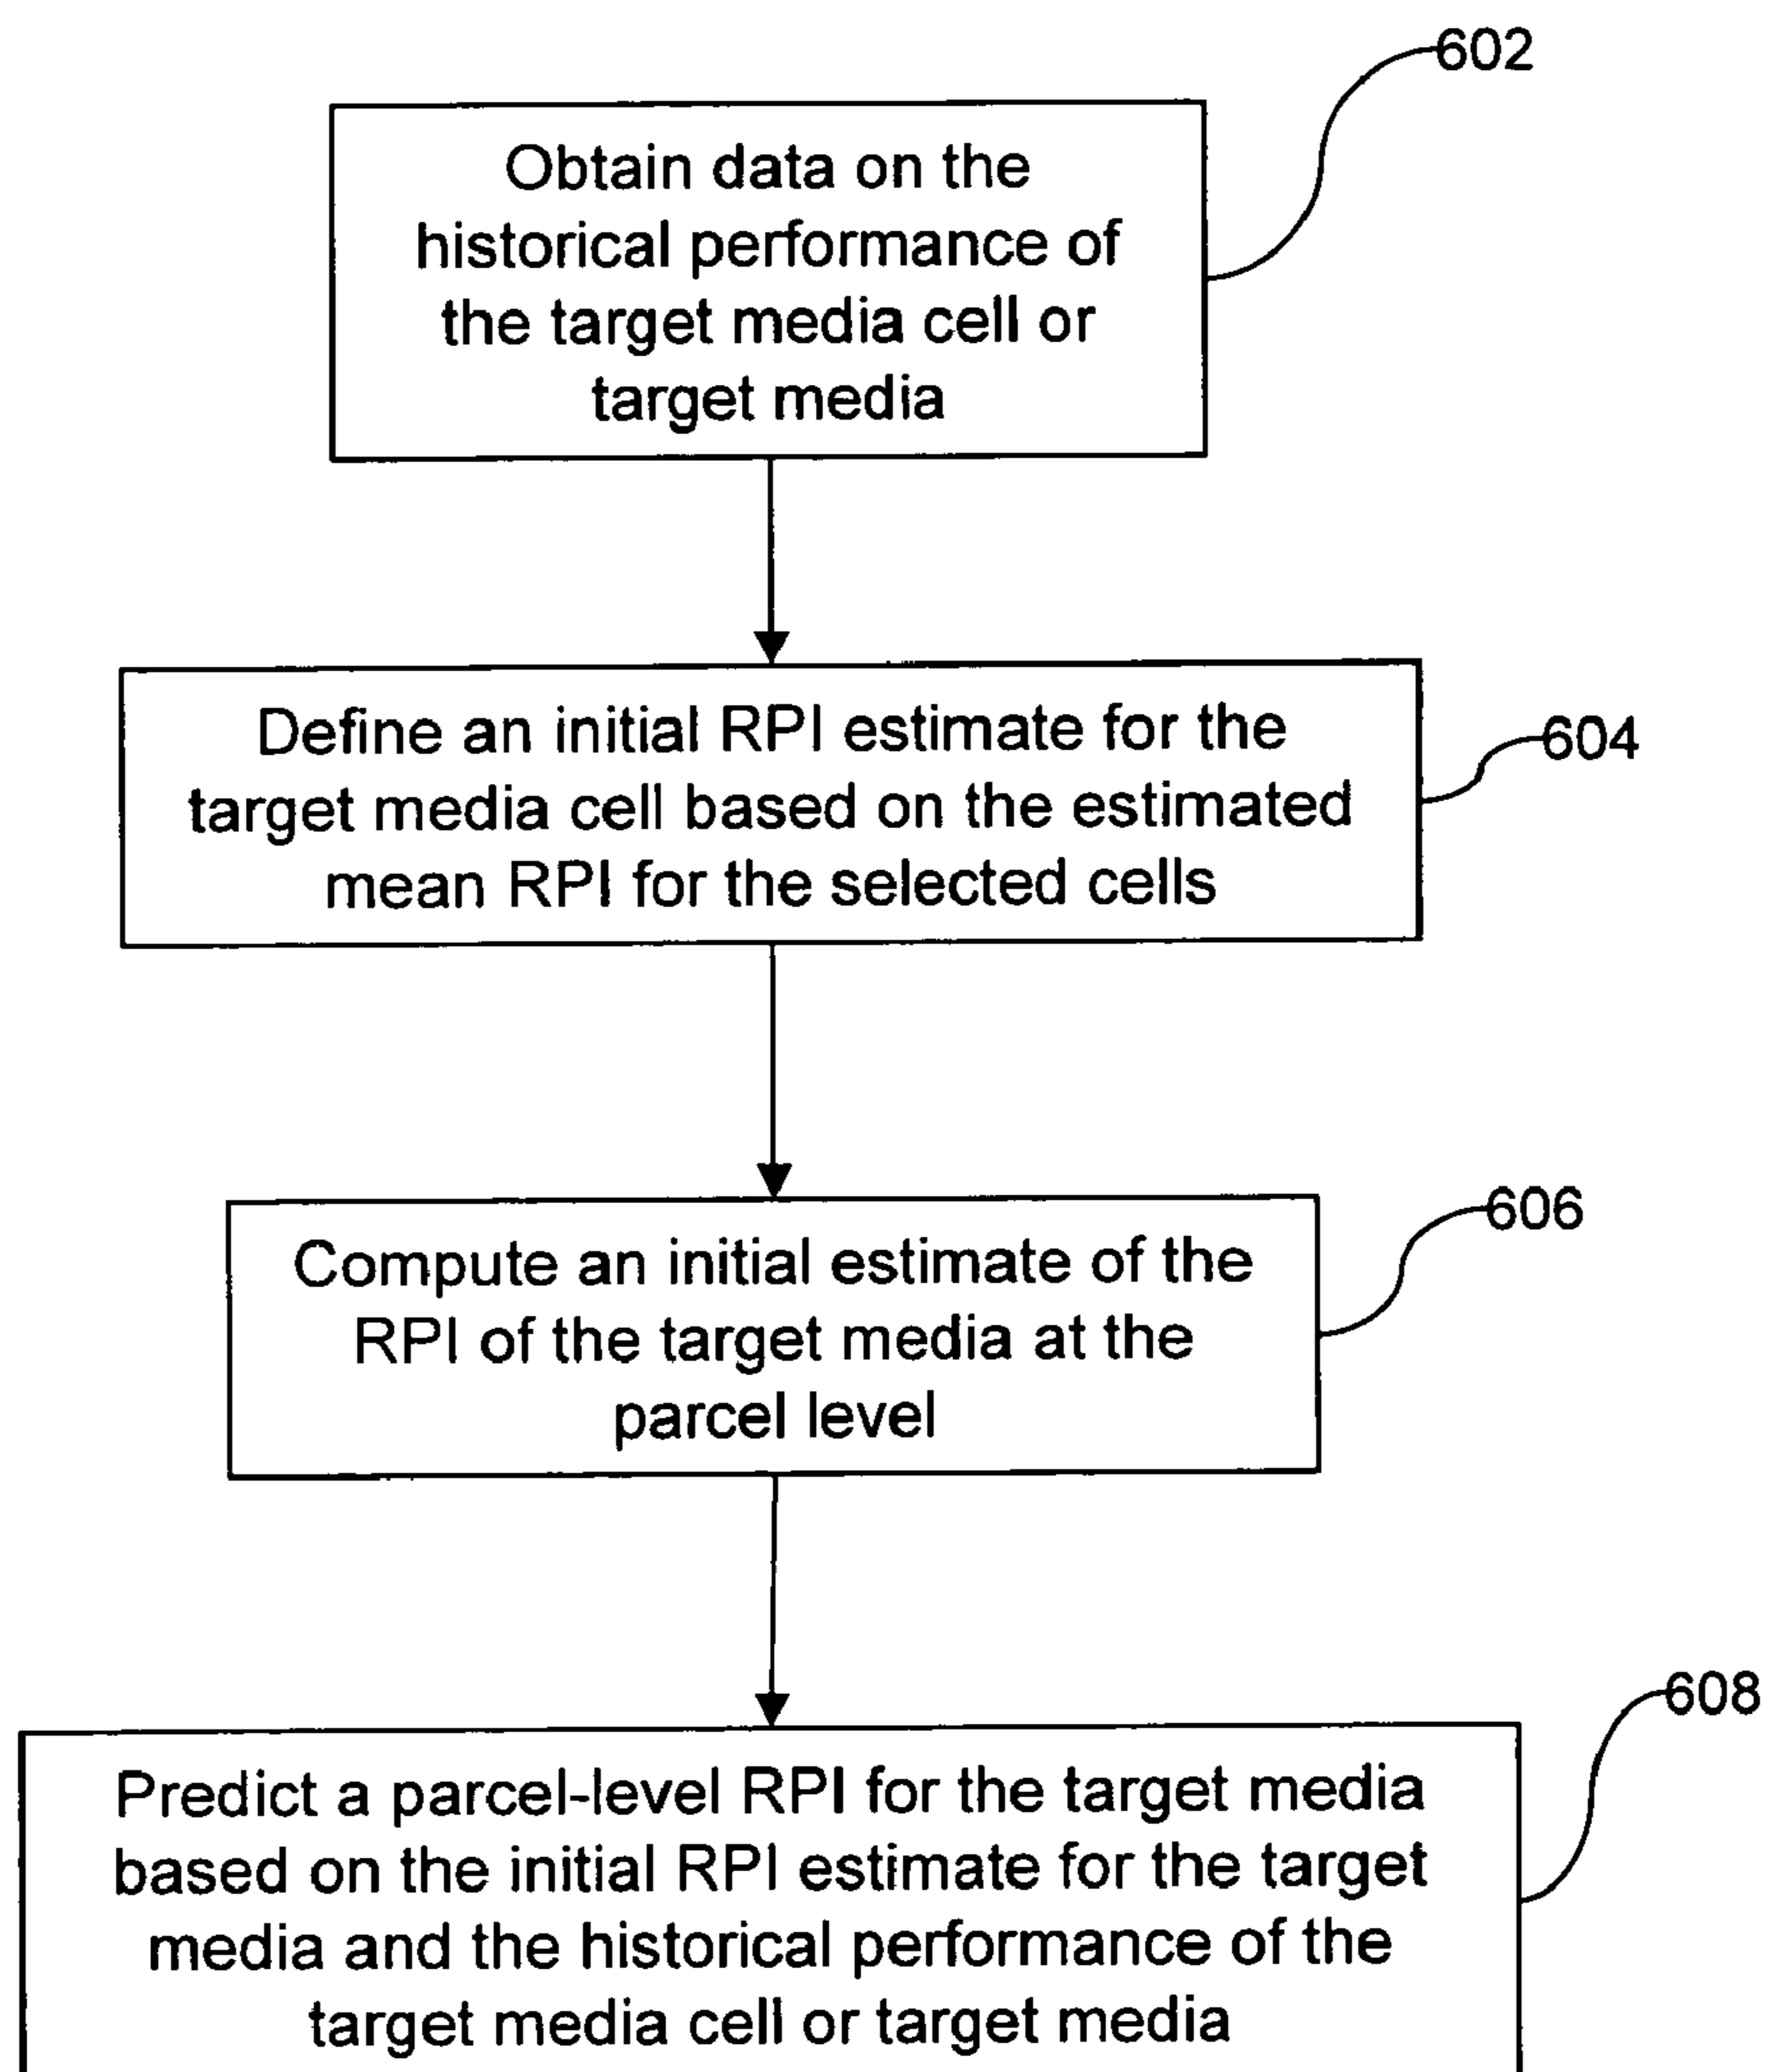 602
Obtain data on the
historical performance of
the target media cell or
target media
Define an initial RPI estimate for the
target media cell based on the estimated
mean RPI for the selected cells
604
Compute an initial estimate of the
RPI of the target media at the
parcel level
606
608
Predict a parcel-level RPI for the target media
based on the initial RPI estimate for the target
media and the historical performance of the
target media cell or target media